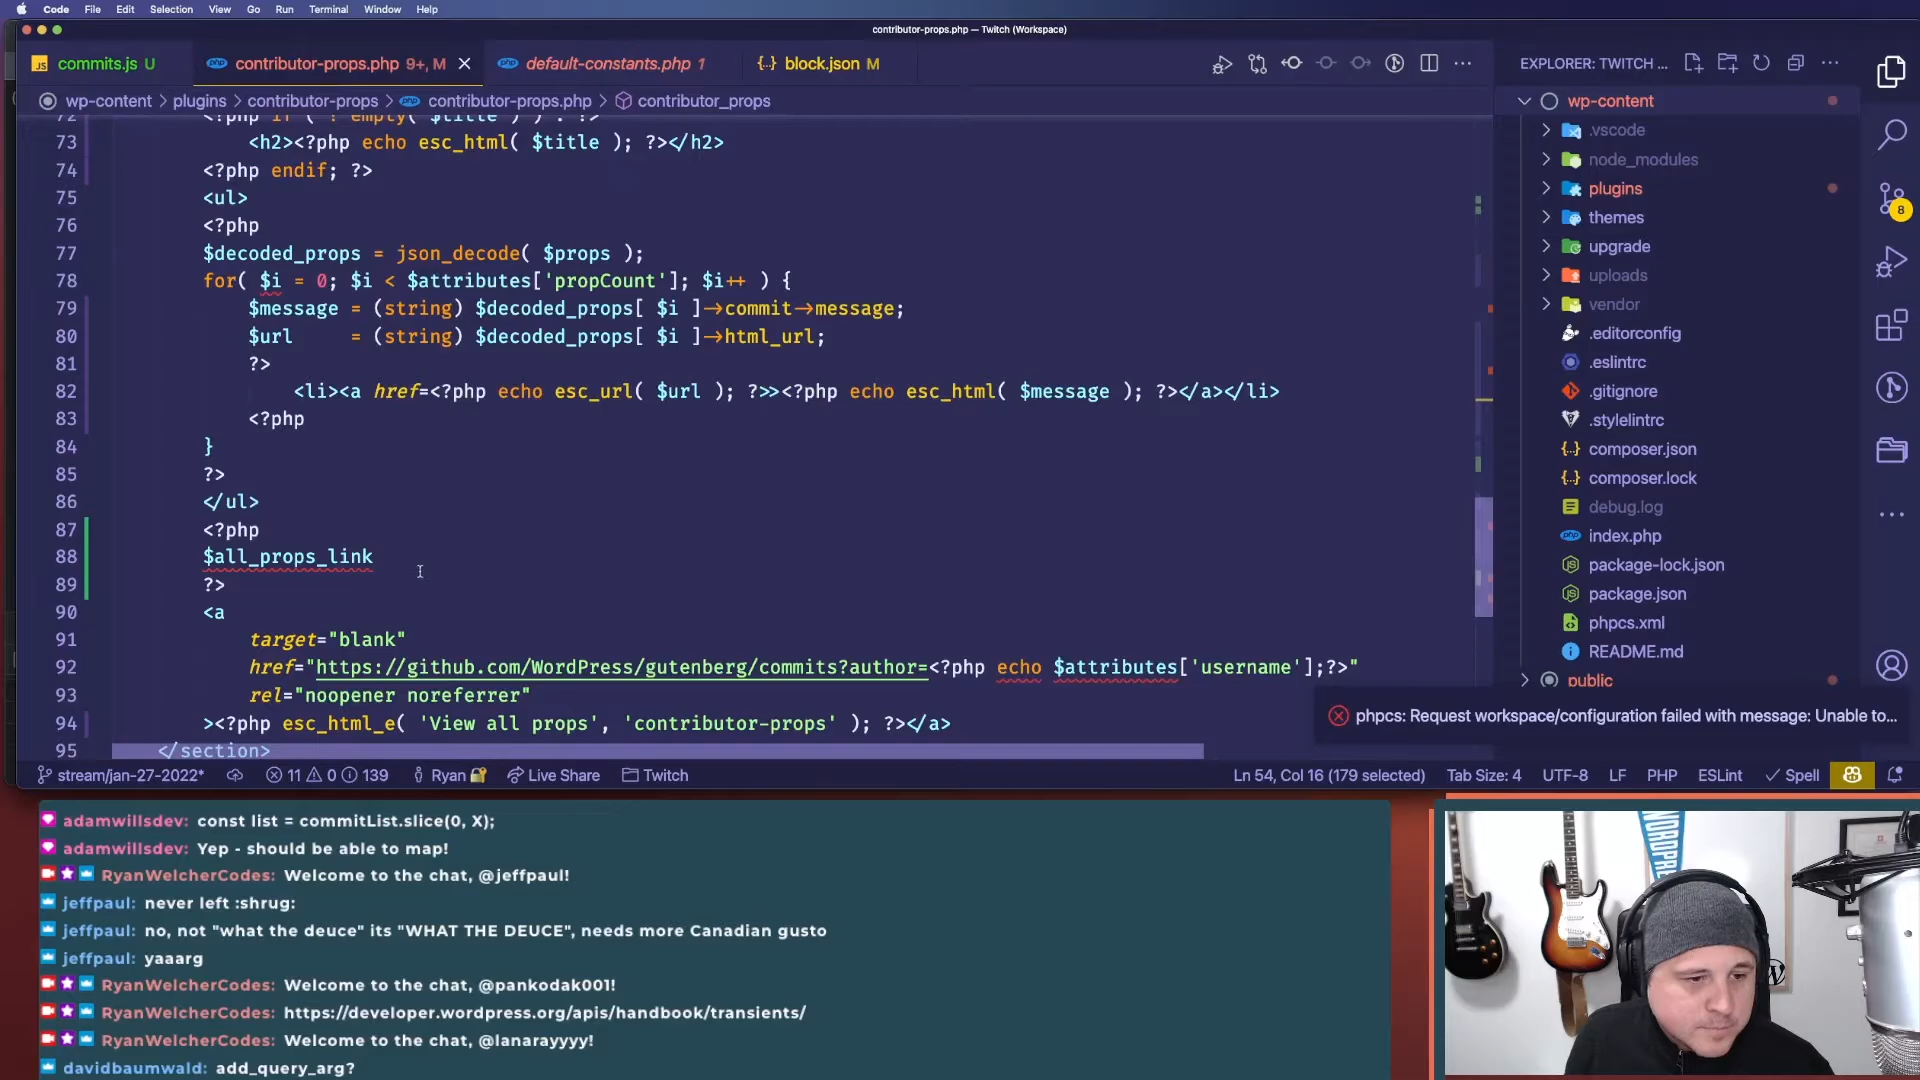 Code File Edit Selection View Go Run Terminal Window Help
contributor-props.php — Twitch (Workspace)
JS commits.js U
php contributor-props.php 9+, M
php default-constants.php 1
{·} block.json M
EXPLORER: TWITCH ...
wp-content > plugins > contributor-props > php contributor-props.php > contributor_props
72 <?php if ( ! empty( $title ) ) : ?>
73 <h2><?php echo esc_html( $title ); ?></h2>
74 <?php endif; ?>
75 <ul>
76 <?php
77 $decoded_props = json_decode( $props );
78 for( $i = 0; $i < $attributes['propCount']; $i++ ) {
79 $message = (string) $decoded_props[ $i ]->commit->message;
80 $url = (string) $decoded_props[ $i ]->html_url;
81 ?>
82 <li><a href=<?php echo esc_url( $url ); ?>><?php echo esc_html( $message ); ?></a></li>
83 <?php
84 }
85 ?>
86 </ul>
87 <?php
88 $all_props_link
89 ?>
90 <a
91 target="blank"
92 href="https://github.com/WordPress/gutenberg/commits?author=<?php echo $attributes['username'];?>"
93 rel="noopener noreferrer"
94 ><?php esc_html_e( 'View all props', 'contributor-props' ); ?></a>
95 </section>
wp-content
.vscode
node_modules
plugins
themes
upgrade
uploads
vendor
.editorconfig
.eslintrc
.gitignore
.stylelintrc
composer.json
composer.lock
debug.log
index.php
package-lock.json
package.json
phpcs.xml
README.md
public
8
phpcs: Request workspace/configuration failed with message: Unable to...
stream/jan-27-2022* 11 0 139 Ryan Live Share Twitch
Ln 54, Col 16 (179 selected) Tab Size: 4 UTF-8 LF PHP ESLint Spell
adamwillsdev: const list = commitList.slice(0, X);
adamwillsdev: Yep - should be able to map!
RyanWelcherCodes: Welcome to the chat, @jeffpaul!
jeffpaul: never left :shrug:
jeffpaul: no, not "what the deuce" its "WHAT THE DEUCE", needs more Canadian gusto
jeffpaul: yaaarg
RyanWelcherCodes: Welcome to the chat, @pankodak001!
RyanWelcherCodes: https://developer.wordpress.org/apis/handbook/transients/
RyanWelcherCodes: Welcome to the chat, @lanarayyyy!
davidbaumwald: add_query_arg?